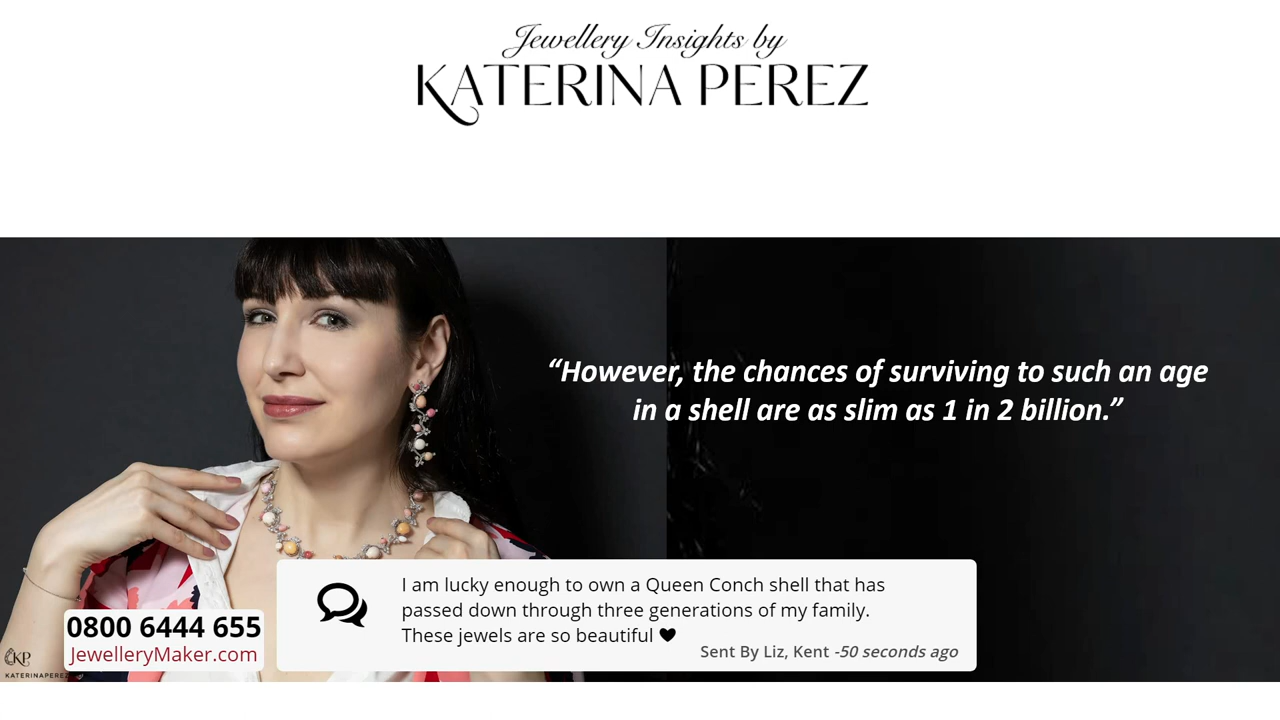 Jewellery Insights by
KATERINA PEREZ
“However, the chances of surviving to such an age
in a shell are as slim as 1 in 2 billion.”
I am lucky enough to own a Queen Conch shell that has
passed down through three generations of my family.
These jewels are so beautiful ♥
Sent By Liz, Kent -50 seconds ago
0800 6444 655
JewelleryMaker.com
KP
KATERINAPEREZ